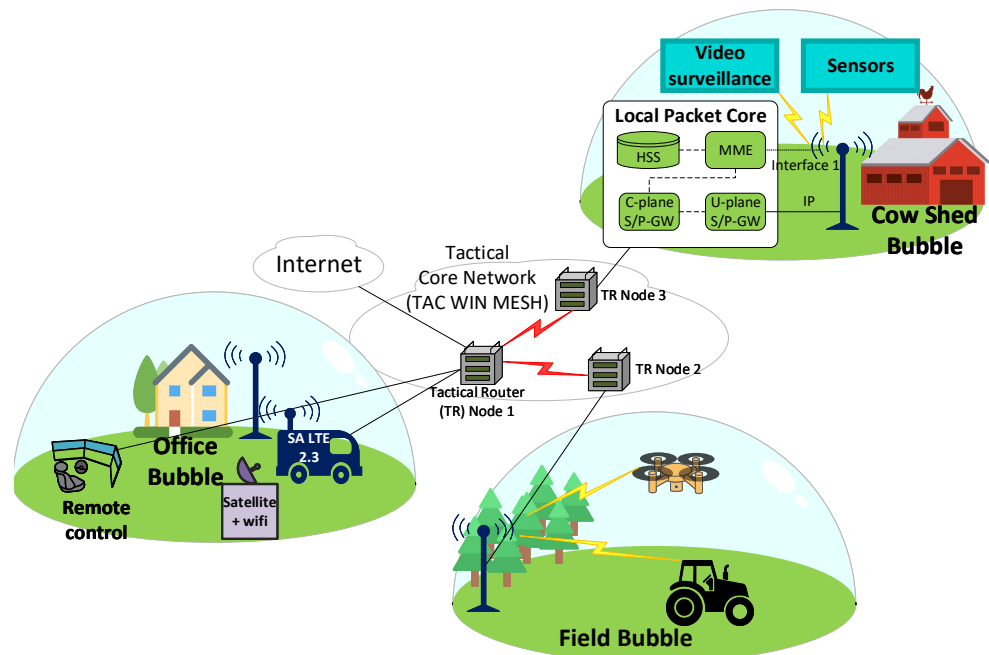 Video
surveillance
Sensors
Local Packet Core
HSS
MME
Interface 1
C-plane
S/P-GW
U-plane
S/P-GW
IP
Cow Shed
Bubble
Internet
Tactical
Core Network
(TAC WIN MESH)
TR Node 3
TR Node 2
Tactical Router
(TR) Node 1
Office
Bubble
SA LTE
2.3
Remote
control
Satellite
+ wifi
Field Bubble